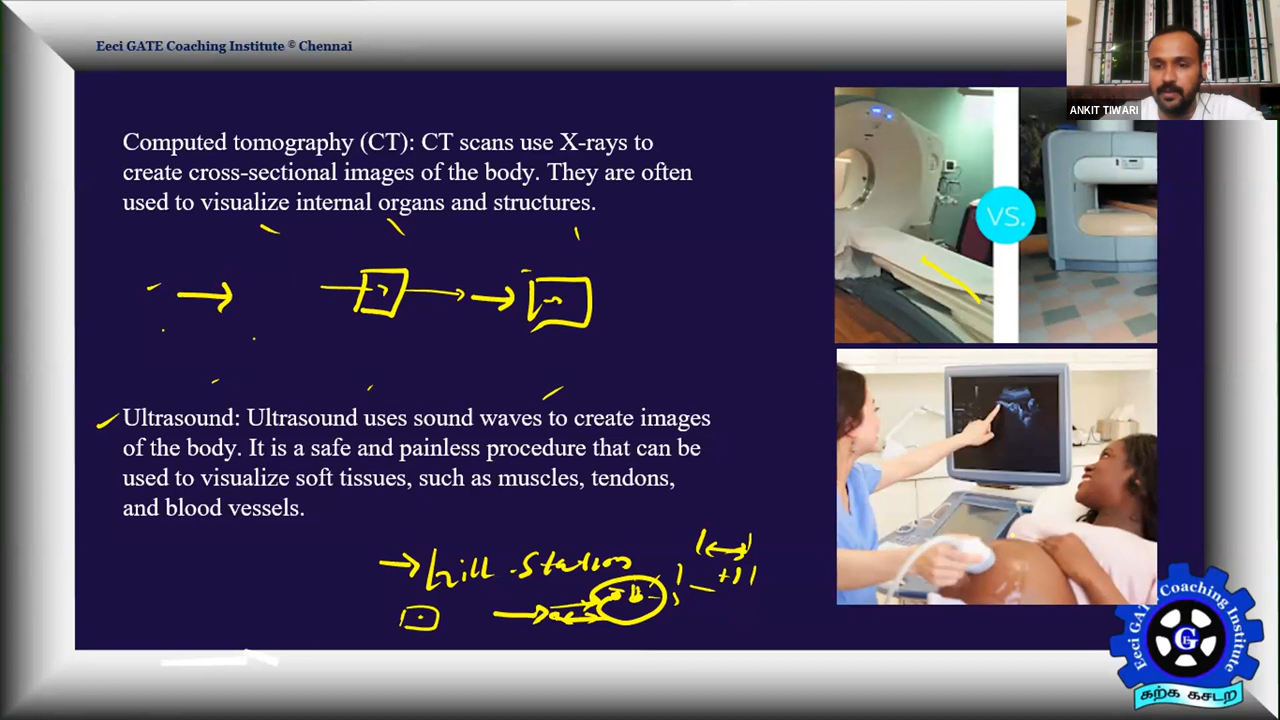 Eeci GATE Coaching Institute © Chennai
ANKIT TIWARI
Computed tomography (CT): CT scans use X-rays to
create cross-sectional images of the body. They are often
used to visualize internal organs and structures.
VS.
Ultrasound: Ultrasound uses sound waves to create images
of the body. It is a safe and painless procedure that can be
used to visualize soft tissues, such as muscles, tendons,
and blood vessels.
hill station
Eeci GATE Coaching Institute
கற்க கசடற